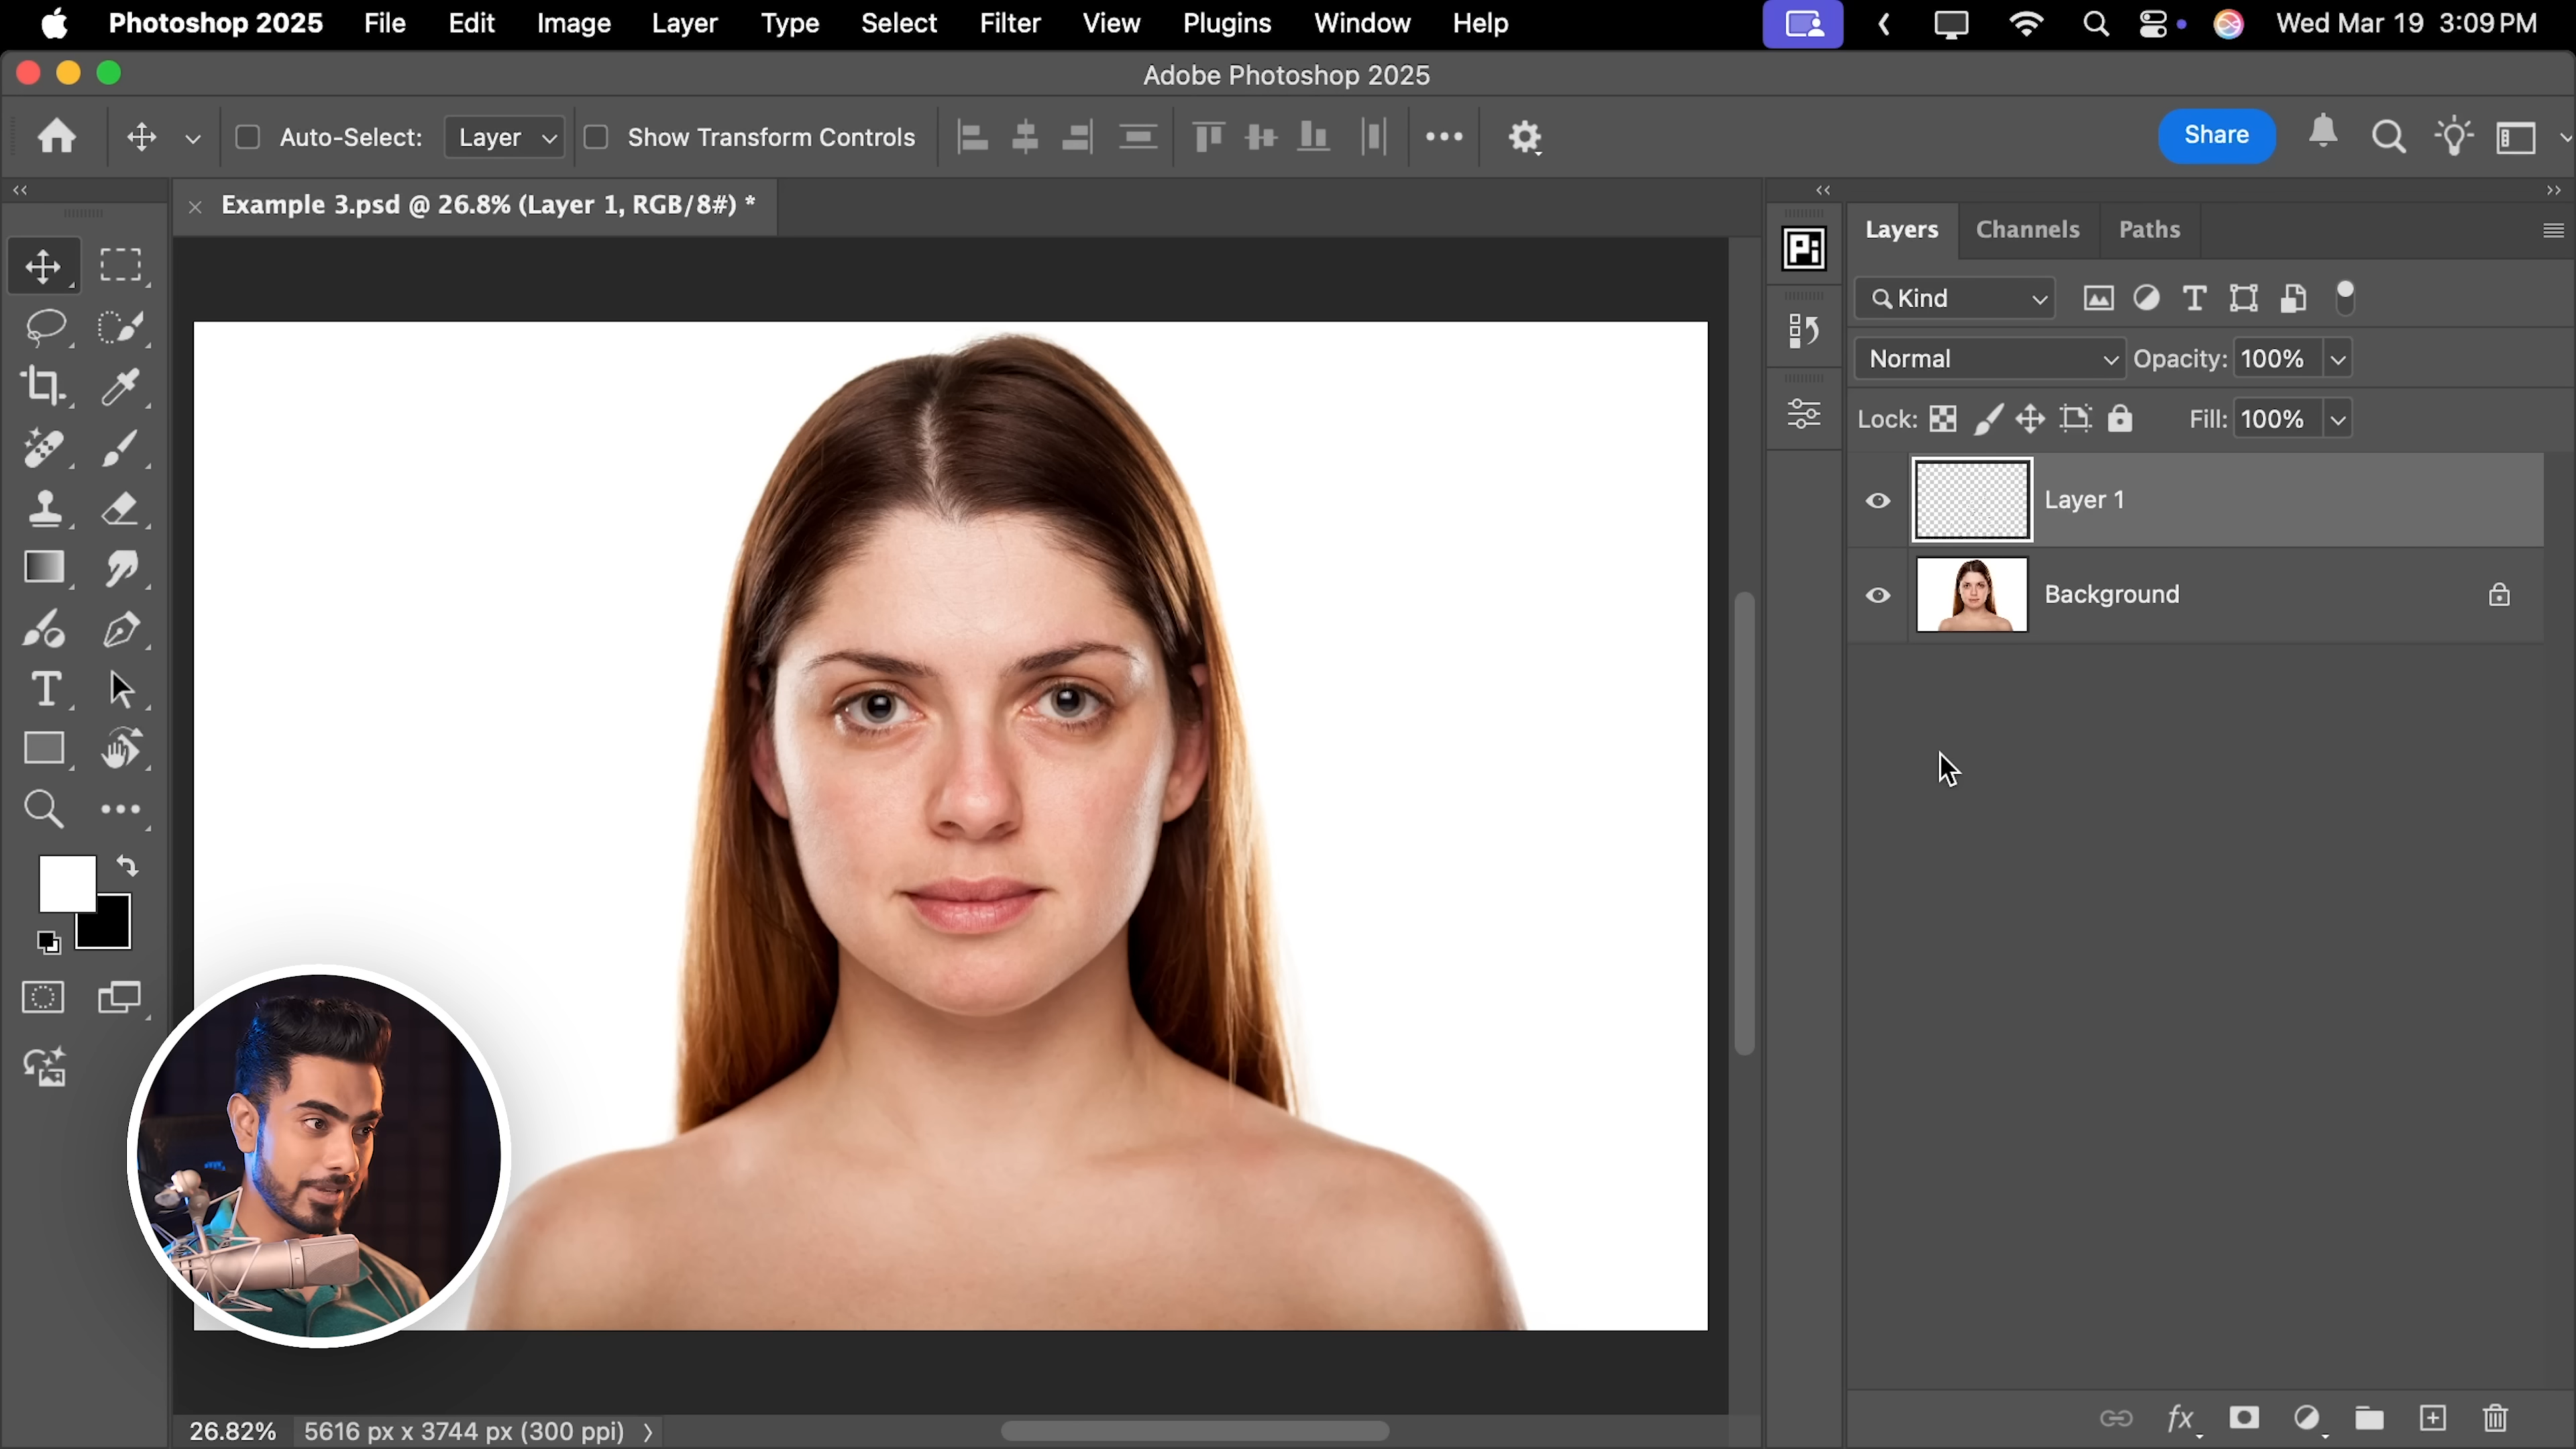 Photoshop 2025 File Edit Image Layer Type Select Filter View Plugins Window Help Wed Mar 19 3:09 PM
Adobe Photoshop 2025
Auto-Select: Layer Show Transform Controls Share
Example 3.psd @ 26.8% (Layer 1, RGB/8#) *
Layers Channels Paths
Pi
Kind
Normal Opacity: 100%
Lock: Fill: 100%
Layer 1
Background
26.82% 5616 px x 3744 px (300 ppi)
fx